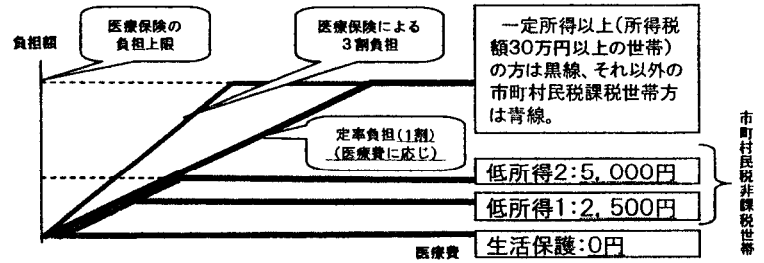 負担額
医療保険の
負担上限
医療保険による
3割負担
一定所得以上(所得税
額30万円以上の世帯)
の方は黒線、それ以外の
市町村民税課税世帯方
は青線。
定率負担(1割)
(医療費に応じ)
低所得2:5,000円
低所得1:2,500円
生活保護:0円
医療費
市町村民税非課税世帯